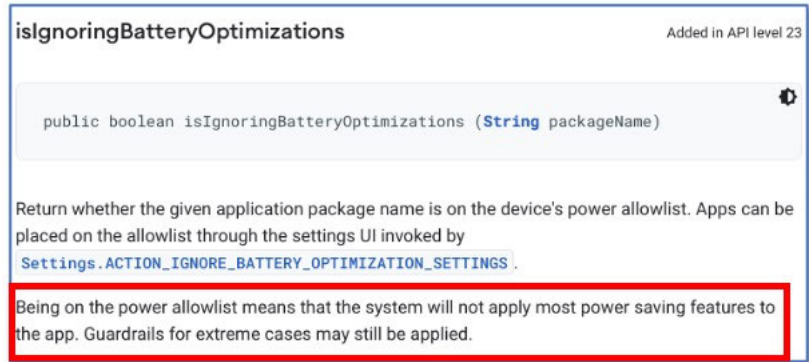 isIgnoringBatteryOptimizations
Added in API level 23
public boolean isIgnoringBatteryOptimizations (String packageName)
Return whether the given application package name is on the device's power allowlist. Apps can be
placed on the allowlist through the settings UI invoked by
Settings.ACTION_IGNORE_BATTERY_OPTIMIZATION_SETTINGS .
Being on the power allowlist means that the system will not apply most power saving features to
the app. Guardrails for extreme cases may still be applied.